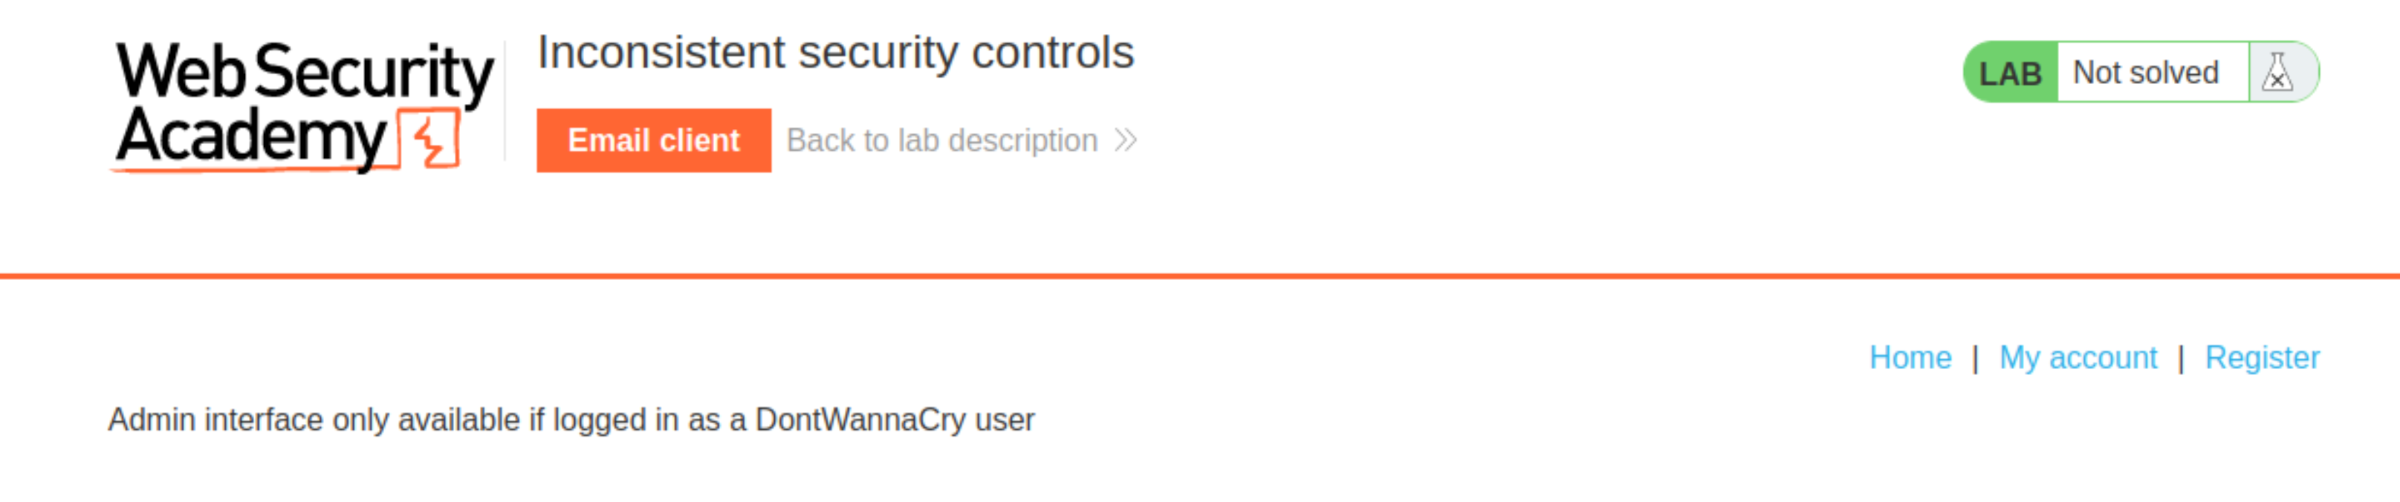 Web Security
Academy
Inconsistent security controls
Email client
Back to lab description
LAB Not solved
Home | My account | Register
Admin interface only available if logged in as a DontWannaCry user